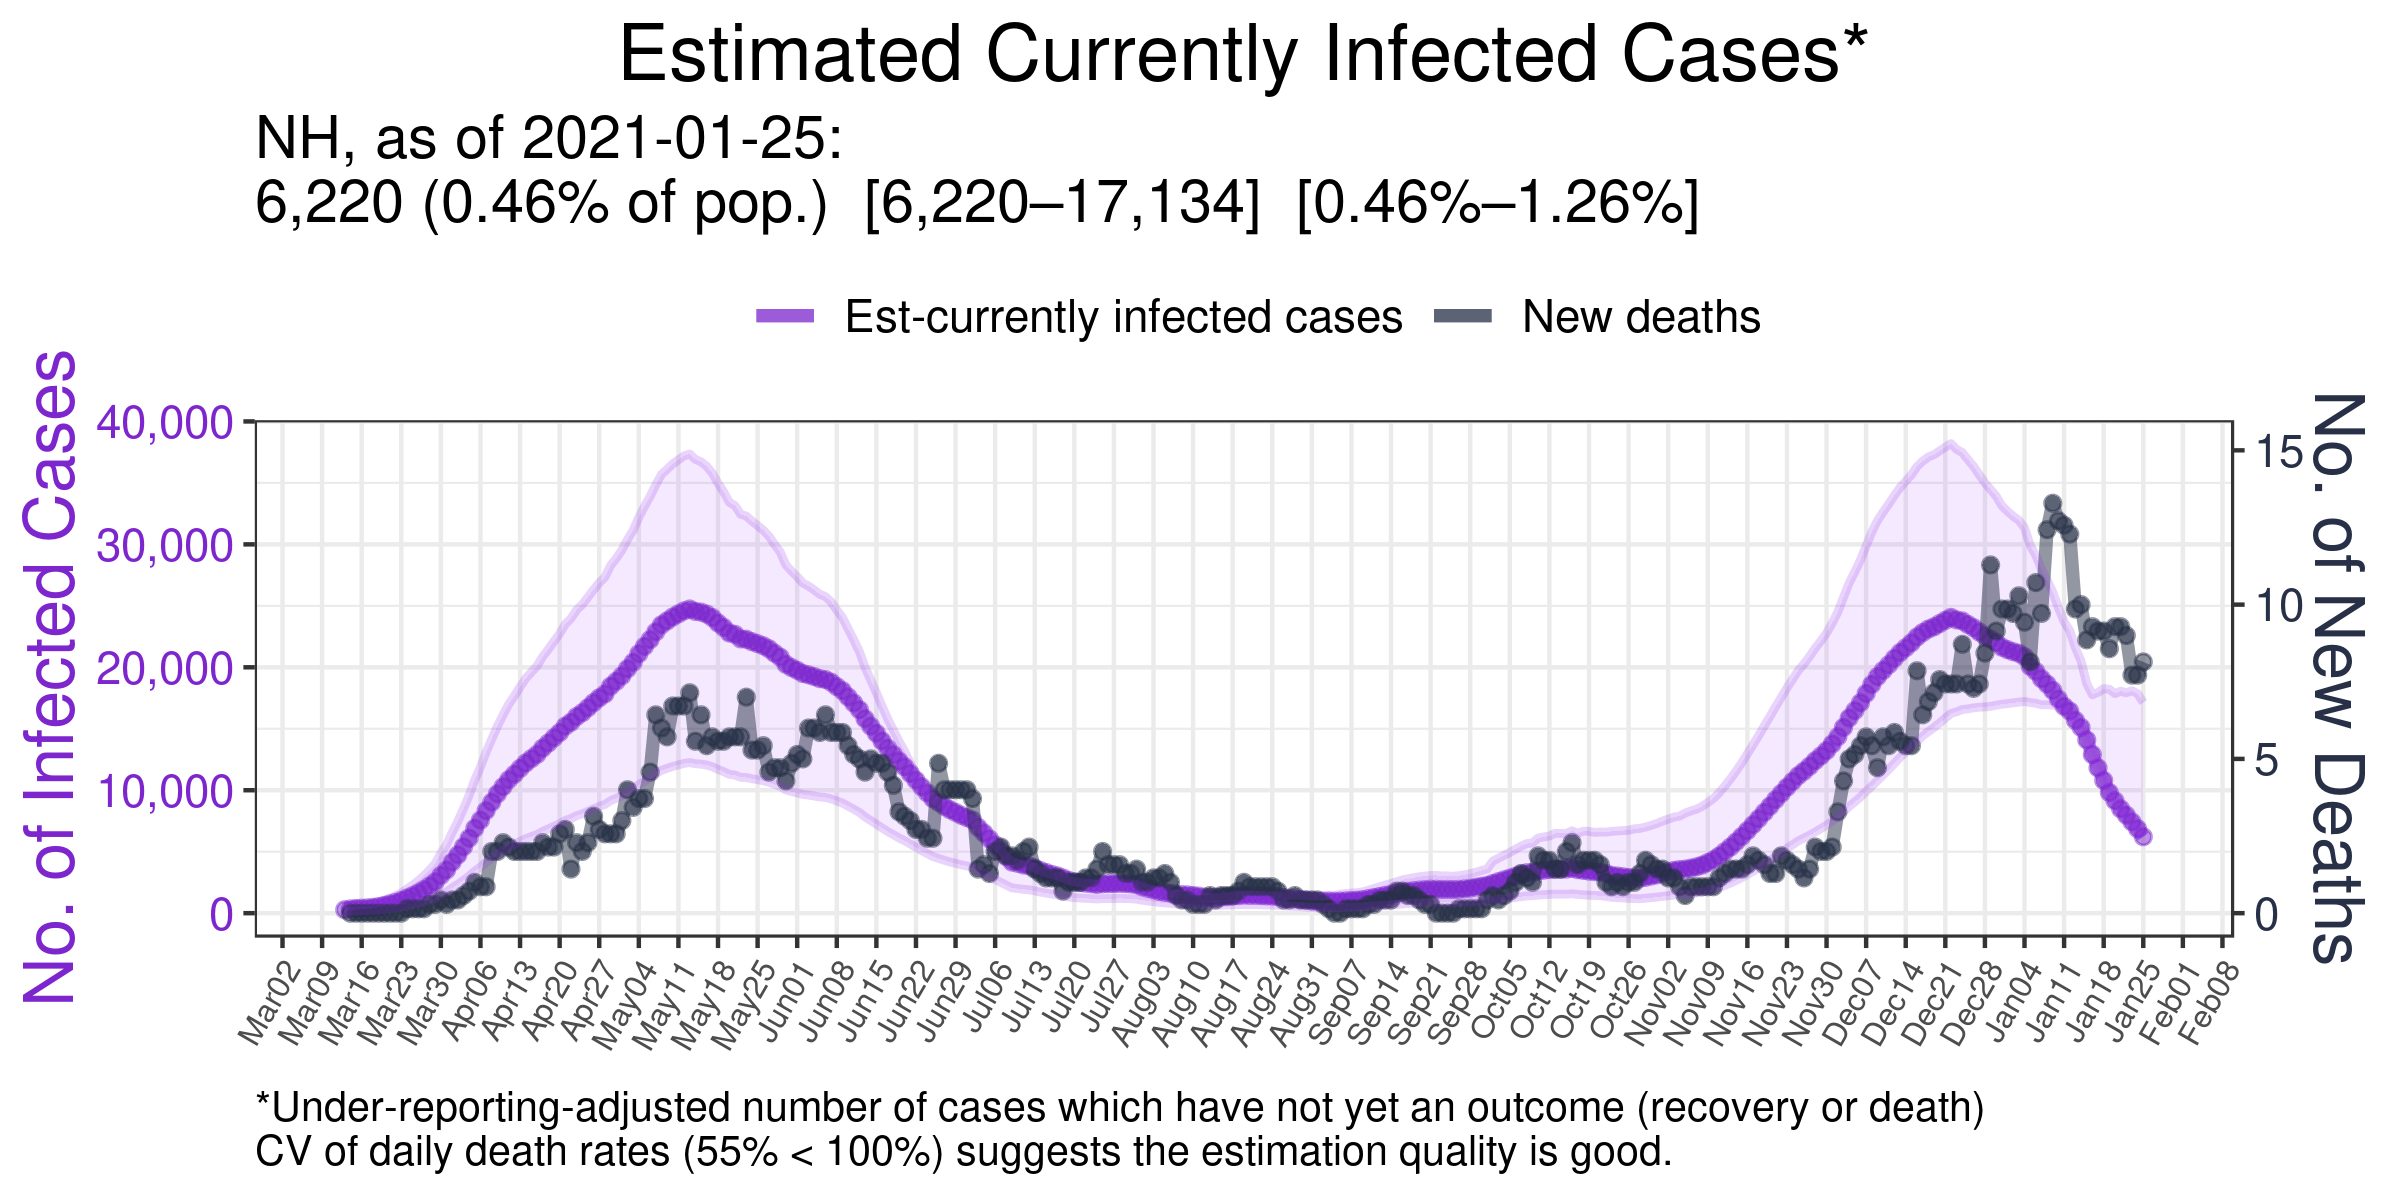 Estimated Currently Infected Cases*
NH, as of 2021-01-25:
6,220 (0.46% of pop.) [6,220–17,134] [0.46%–1.26%]
Est-currently infected cases
New deaths
No. of Infected Cases
40,000
30,000
20,000
10,000
0
15
10
5
0
No. of New Deaths
Mar02
Mar09
Mar16
Mar23
Mar30
Apr06
Apr13
Apr20
Apr27
May04
May11
May18
May25
Jun01
Jun08
Jun15
Jun22
Jun29
Jul06
Jul13
Jul20
Jul27
Aug03
Aug10
Aug17
Aug24
Aug31
Sep07
Sep14
Sep21
Sep28
Oct05
Oct12
Oct19
Oct26
Nov02
Nov09
Nov16
Nov23
Nov30
Dec07
Dec14
Dec21
Dec28
Jan04
Jan11
Jan18
Jan25
Feb01
Feb08
*Under-reporting-adjusted number of cases which have not yet an outcome (recovery or death)
CV of daily death rates (55% < 100%) suggests the estimation quality is good.